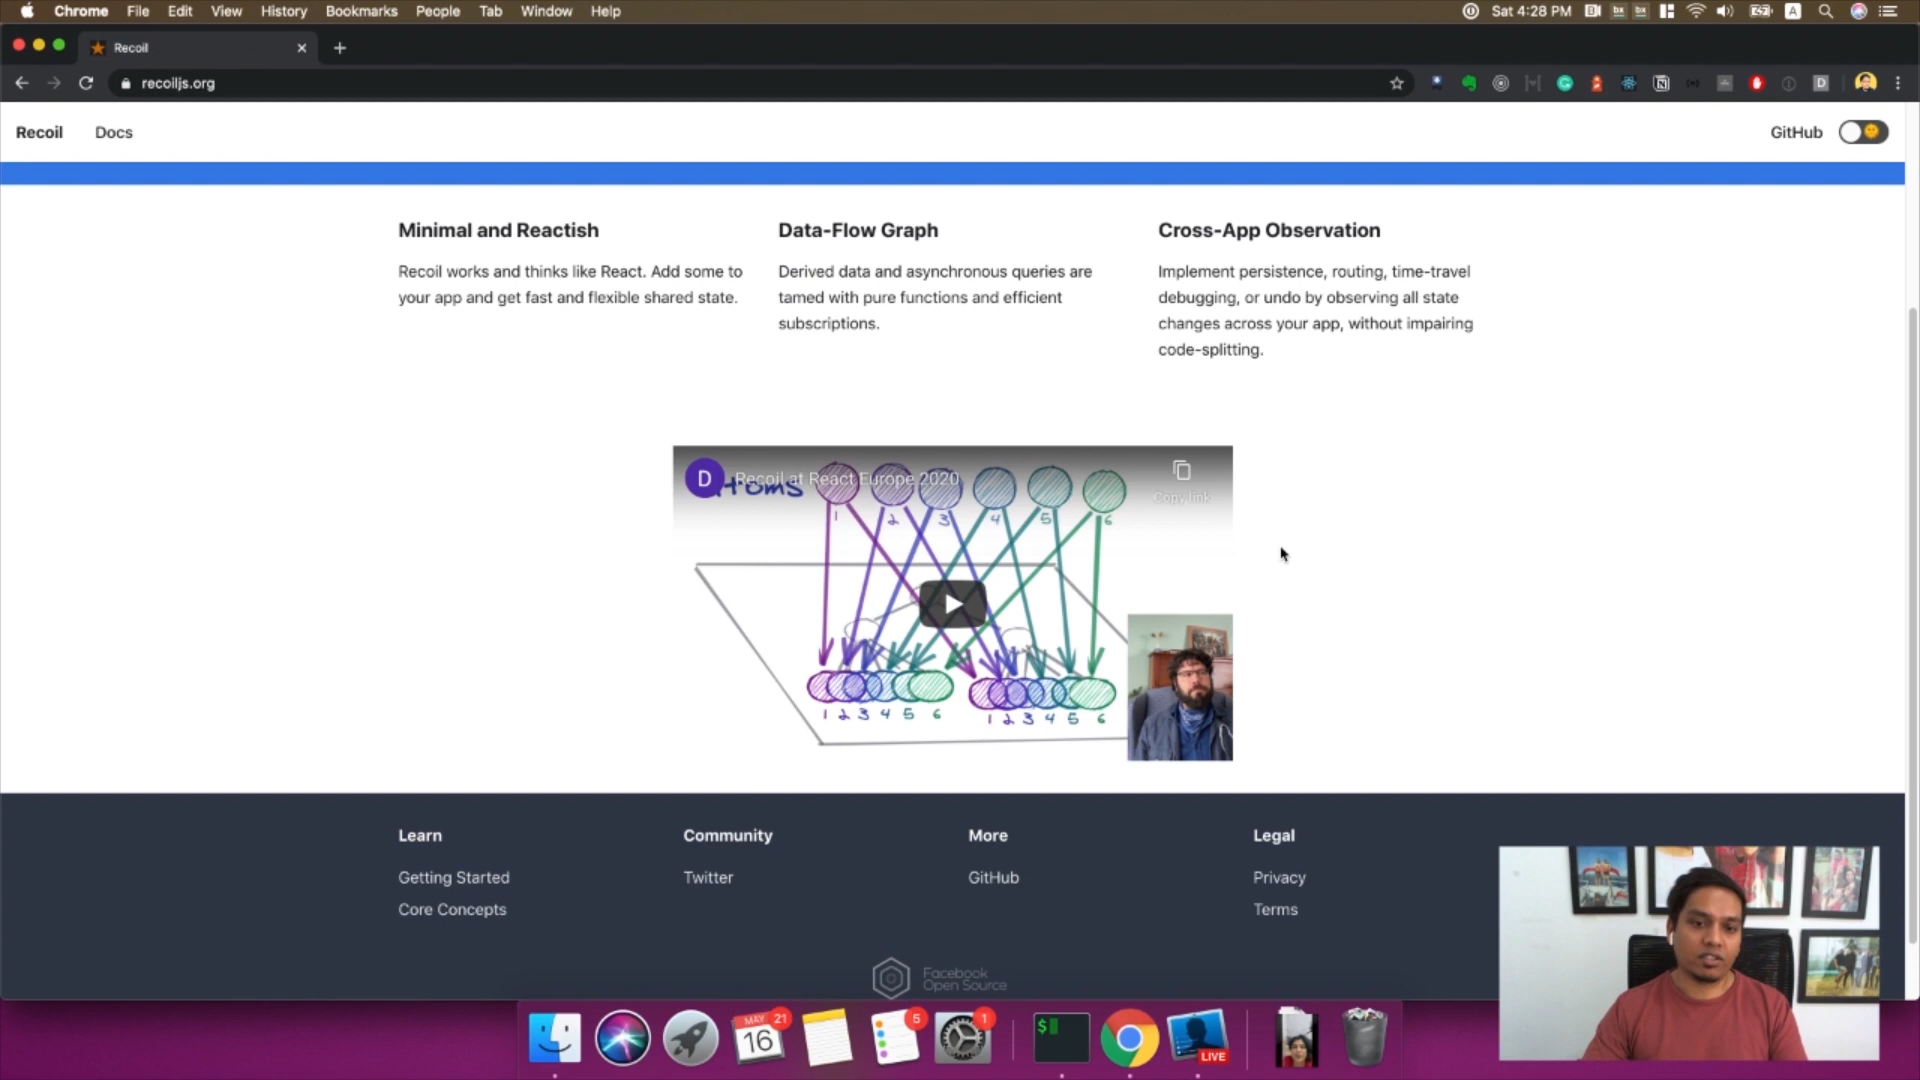 Chrome File Edit View History Bookmarks People Tab Window Help
Sat 4:28 PM
Recoil
recoiljs.org
Recoil Docs GitHub
Minimal and Reactish
Recoil works and thinks like React. Add some to
your app and get fast and flexible shared state.
Data-Flow Graph
Derived data and asynchronous queries are
tamed with pure functions and efficient
subscriptions.
Cross-App Observation
Implement persistence, routing, time-travel
debugging, or undo by observing all state
changes across your app, without impairing
code-splitting.
D Recoil at React Europe 2020
Copy link
1 2 3 4 5 6
1 2 3 4 5 6 1 2 3 4 5 6
Learn
Getting Started
Core Concepts
Community
Twitter
More
GitHub
Legal
Privacy
Terms
Facebook
Open Source
MAY 21
16
5
1
$
LIVE